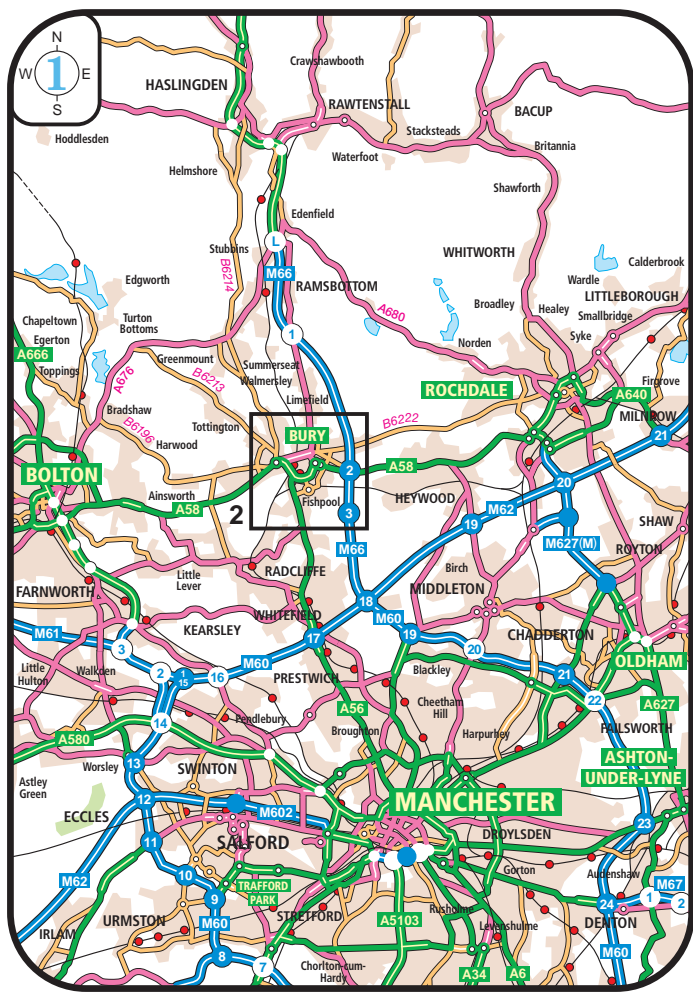 N
W 1 E
S
Crawshawbooth
HASLINGDEN
RAWTENSTALL
BACUP
Stacksteads
Hoddlesden
Britannia
Waterfoot
Helmshore
Shawforth
Edenfield
L
Stubbins
WHITWORTH
Calderbrook
B6214
M66
Wardle
Edgworth
RAMSBOTTOM
LITTLEBOROUGH
Broadley
Healey
A680
Smallbridge
Chapeltown
Turton
Bottoms
1
Syke
Egerton
Norden
A666
Greenmount
Summerseat
Toppings
Walmersley
Firgrove
A676
B6213
ROCHDALE
A640
Limefield
Bradshaw
MILNROW
Tottington
B6222
B6196
BURY
21
Harwood
2
A58
BOLTON
20
Ainsworth
HEYWOOD
Fishpool
A58
3
M62
2
19
SHAW
M66
M627(M)
ROYTON
Birch
RADCLIFFE
Little
Lever
MIDDLETON
FARNWORTH
18
WHITEFIELD
M60
KEARSLEY
19
CHADDERTON
M61
17
3
20
M60
OLDHAM
Little
Hulton
Walkden
2
1
15
16
PRESTWICH
Blackley
21
22
A627
Cheetham
Hill
A56
Pendlebury
14
FAILSWORTH
Broughton
Harpurhey
A580
ASHTON-
UNDER-LYNE
13
Worsley
SWINTON
Astley
Green
12
MANCHESTER
ECCLES
M602
23
DROYLSDEN
11
SALFORD
Gorton
Audenshaw
10
M62
TRAFFORD
PARK
M67
9
1
2
24
Rusholme
URMSTON
STRETFORD
M60
A5103
Levenshulme
DENTON
IRLAM
M60
8
7
Chorlton-cum-
Hardy
A34
A6